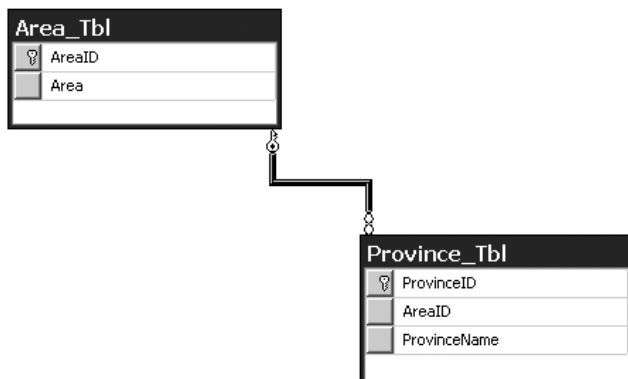 Area_Tbl
AreaID
Area
Province_Tbl
ProvinceID
AreaID
ProvinceName